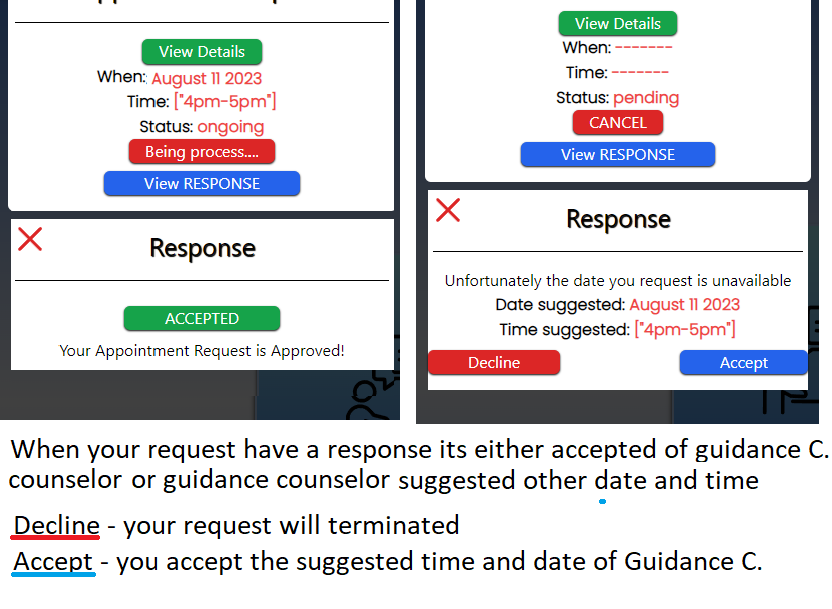 View Details
When: August 11 2023
Time: ["4pm-5pm"]
Status: ongoing
Being process....
View RESPONSE
Response
ACCEPTED
Your Appointment Request is Approved!
View Details
When: -------
Time: -------
Status: pending
CANCEL
View RESPONSE
Response
Unfortunately the date you request is unavailable
Date suggested: August 11 2023
Time suggested: ["4pm-5pm"]
Decline
Accept
When your request have a response its either accepted of guidance C.
counselor or guidance counselor suggested other date and time
Decline - your request will terminated
Accept - you accept the suggested time and date of Guidance C.